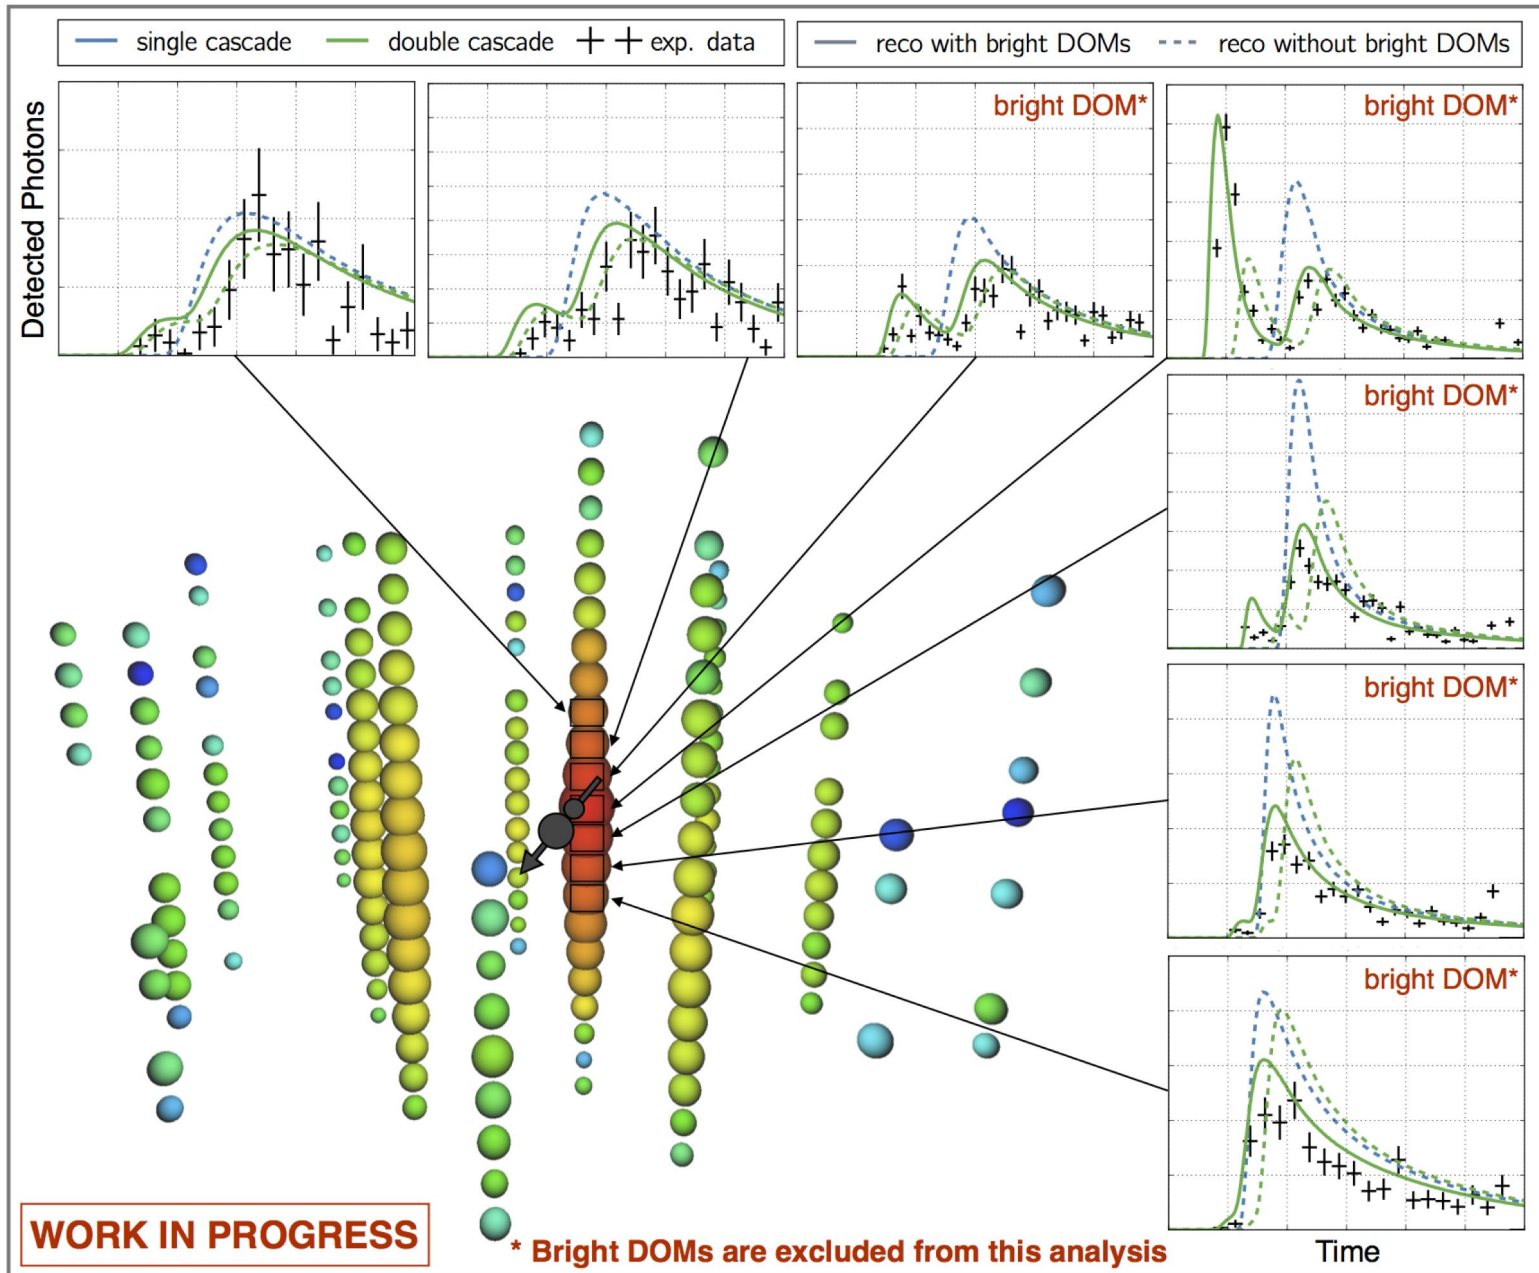 single cascade double cascade exp. data
reco with bright DOMs reco without bright DOMs
Detected Photons
bright DOM*
bright DOM*
bright DOM*
bright DOM*
bright DOM*
WORK IN PROGRESS
* Bright DOMs are excluded from this analysis
Time